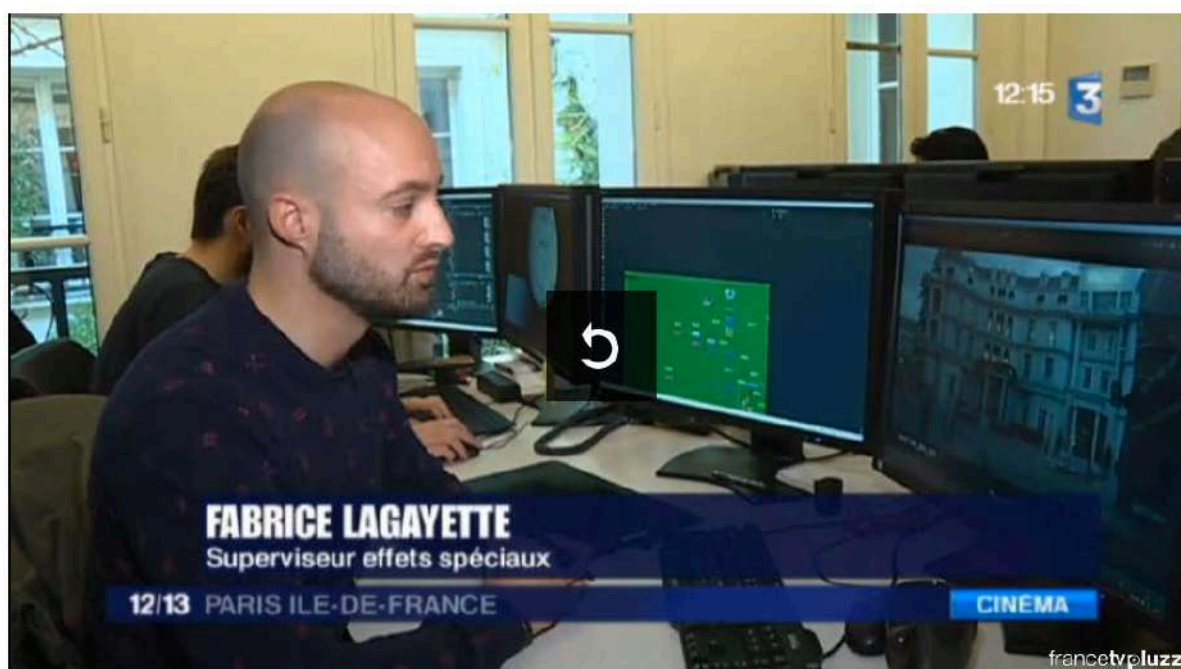 12:15 3
FABRICE LAGAYETTE
Superviseur effets spéciaux
12/13 PARIS ILE-DE-FRANCE
CINÉMA
francetvpluzz